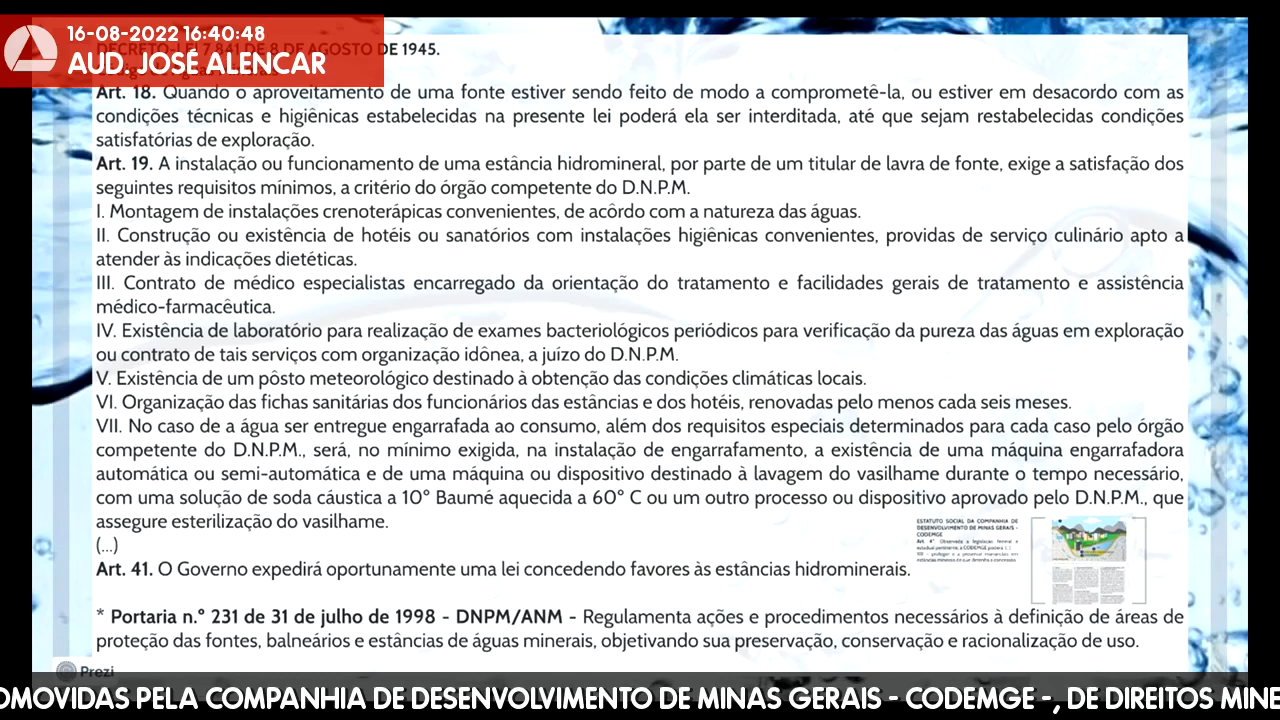 16-08-2022 16:40:48
AUD. JOSÉ ALENCAR
DECRETO-LEI 7.841 DE 8 DE AGOSTO DE 1945.
Art. 18. Quando o aproveitamento de uma fonte estiver sendo feito de modo a comprometê-la, ou estiver em desacordo com as
condições técnicas e higiênicas estabelecidas na presente lei poderá ela ser interditada, até que sejam restabelecidas condições
satisfatórias de exploração.
Art. 19. A instalação ou funcionamento de uma estância hidromineral, por parte de um titular de lavra de fonte, exige a satisfação dos
seguintes requisitos mínimos, a critério do órgão competente do D.N.P.M.
I. Montagem de instalações crenoterápicas convenientes, de acôrdo com a natureza das águas.
II. Construção ou existência de hotéis ou sanatórios com instalações higiênicas convenientes, providas de serviço culinário apto a
atender às indicações dietéticas.
III. Contrato de médico especialistas encarregado da orientação do tratamento e facilidades gerais de tratamento e assistência
médico-farmacêutica.
IV. Existência de laboratório para realização de exames bacteriológicos periódicos para verificação da pureza das águas em exploração
ou contrato de tais serviços com organização idônea, a juízo do D.N.P.M.
V. Existência de um pôsto meteorológico destinado à obtenção das condições climáticas locais.
VI. Organização das fichas sanitárias dos funcionários das estâncias e dos hotéis, renovadas pelo menos cada seis meses.
VII. No caso de a água ser entregue engarrafada ao consumo, além dos requisitos especiais determinados para cada caso pelo órgão
competente do D.N.P.M., será, no mínimo exigida, na instalação de engarrafamento, a existência de uma máquina engarrafadora
automática ou semi-automática e de uma máquina ou dispositivo destinado à lavagem do vasilhame durante o tempo necessário,
com uma solução de soda cáustica a 10º Baumé aquecida a 60º C ou um outro processo ou dispositivo aprovado pelo D.N.P.M., que
assegure esterilização do vasilhame.
(...)
ESTATUTO SOCIAL DA COMPANHIA DE
DESENVOLVIMENTO DE MINAS GERAIS -
CODEMGE
Art. 4º. Observada a legislação federal e
estadual pertinente, a CODEMGE poderá: (...)
Art. 41. O Governo expedirá oportunamente uma lei concedendo favores às estâncias hidrominerais.
* Portaria n.º 231 de 31 de julho de 1998 - DNPM/ANM - Regulamenta ações e procedimentos necessários à definição de áreas de
proteção das fontes, balneários e estâncias de águas minerais, objetivando sua preservação, conservação e racionalização de uso.
Prezi
OMOVIDAS PELA COMPANHIA DE DESENVOLVIMENTO DE MINAS GERAIS - CODEMGE -, DE DIREITOS MINE